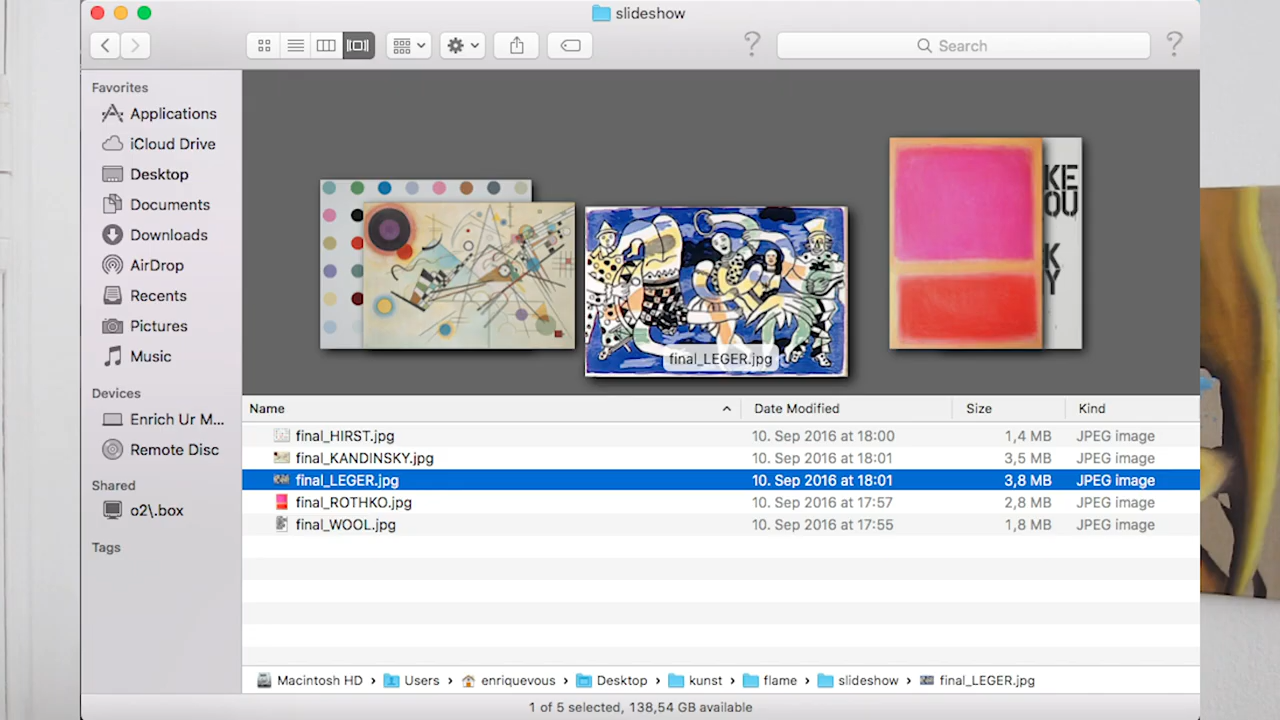 slideshow
Search
Favorites
Applications
iCloud Drive
Desktop
Documents
Downloads
AirDrop
Recents
Pictures
Music
Devices
Enrich Ur M...
Remote Disc
Shared
o2\.box
Tags
KE
OU
K
Y
final_LEGER.jpg
Name Date Modified Size Kind
final_HIRST.jpg 10. Sep 2016 at 18:00 1,4 MB JPEG image
final_KANDINSKY.jpg 10. Sep 2016 at 18:01 3,5 MB JPEG image
final_LEGER.jpg 10. Sep 2016 at 18:01 3,8 MB JPEG image
final_ROTHKO.jpg 10. Sep 2016 at 17:57 2,8 MB JPEG image
final_WOOL.jpg 10. Sep 2016 at 17:55 1,8 MB JPEG image
Macintosh HD › Users › enriquevous › Desktop › kunst › flame › slideshow › final_LEGER.jpg
1 of 5 selected, 138,54 GB available